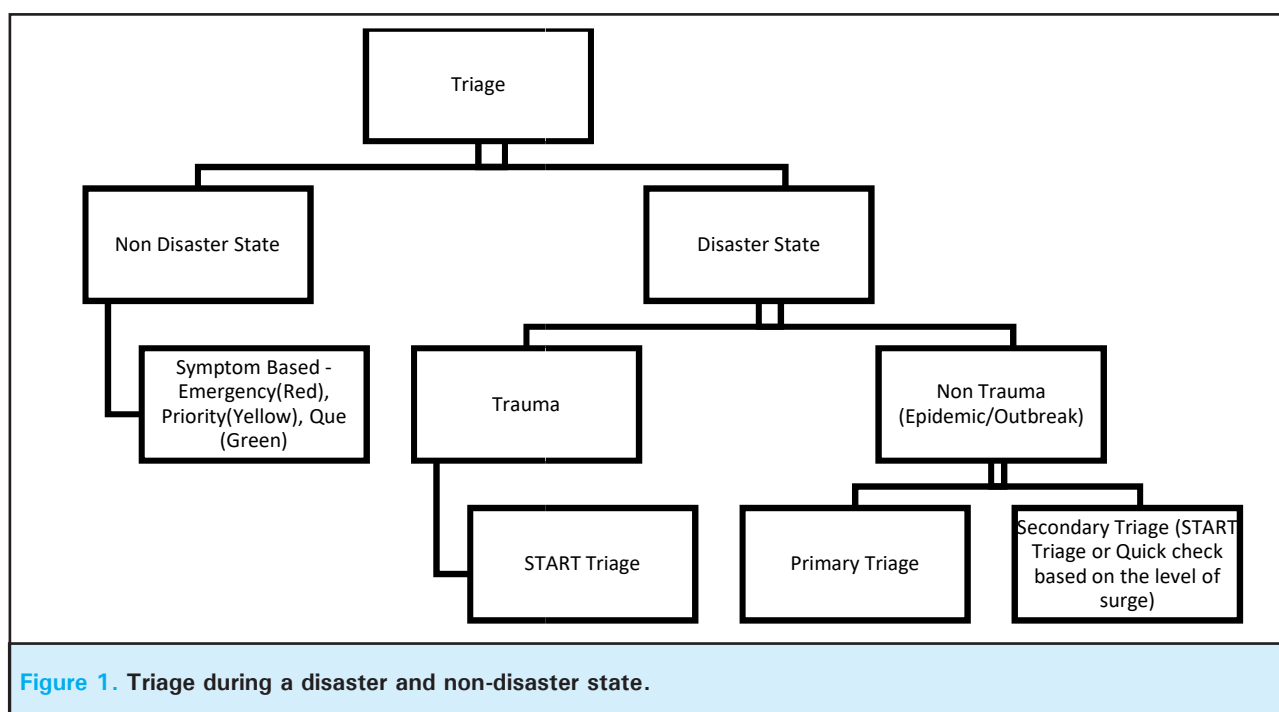 Triage
Non Disaster State
Disaster State
Symptom Based -
Emergency(Red),
Priority(Yellow), Que
(Green)
Trauma
Non Trauma
(Epidemic/Outbreak)
START Triage
Primary Triage
Secondary Triage (START
Triage or Quick check
based on the level of
surge)
Figure 1. Triage during a disaster and non-disaster state.